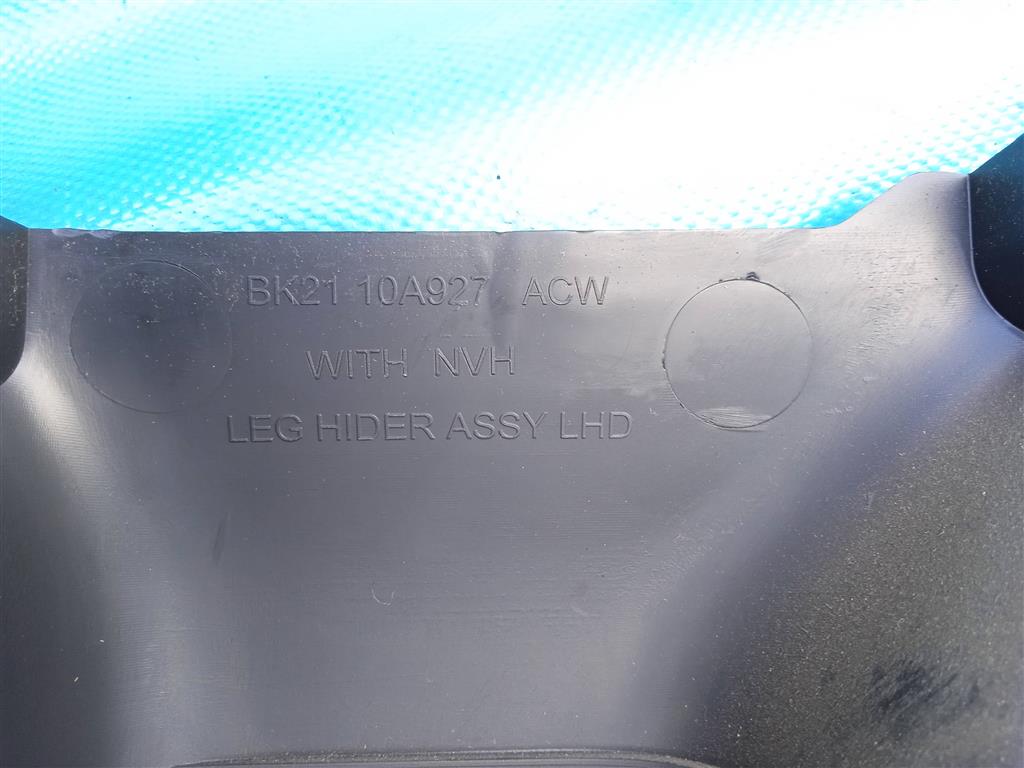 BK21 10A927 ACW
WITH NVH
LEG HIDER ASSY LHD